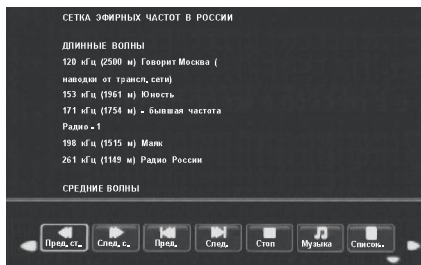 СЕТКА ЭФИРНЫХ ЧАСТОТ В РОССИИ
ДЛИННЫЕ ВОЛНЫ
120 кГц (2500 м) Говорит Москва (
наводки от трансл. сети)
153 кГц (1961 м) Юность
171 кГц (1754 м) - бывшая частота
Радио-1
198 кГц (1515 м) Маяк
261 кГц (1149 м) Радио России
СРЕДНИЕ ВОЛНЫ
Пред. ст.. След. с.. Пред. След. Стоп Музыка Список..